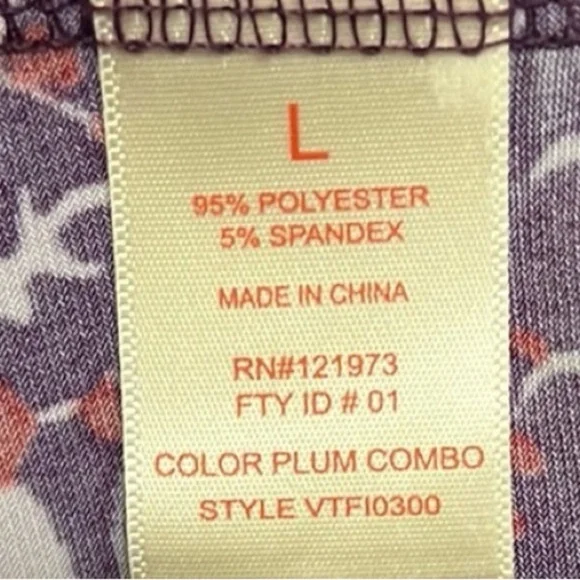 L
95% POLYESTER
5% SPANDEX
MADE IN CHINA
RN#121973
FTY ID # 01
COLOR PLUM COMBO
STYLE VTFI0300